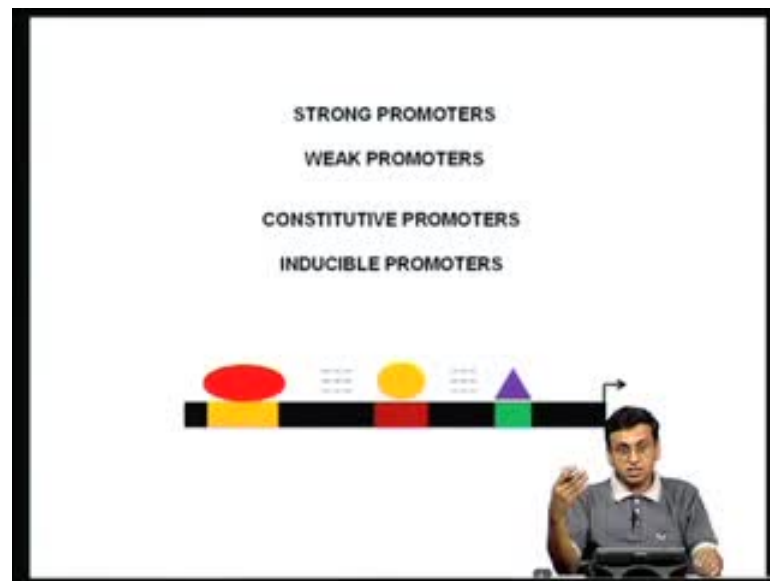 STRONG PROMOTERS
WEAK PROMOTERS
CONSTITUTIVE PROMOTERS
INDUCIBLE PROMOTERS